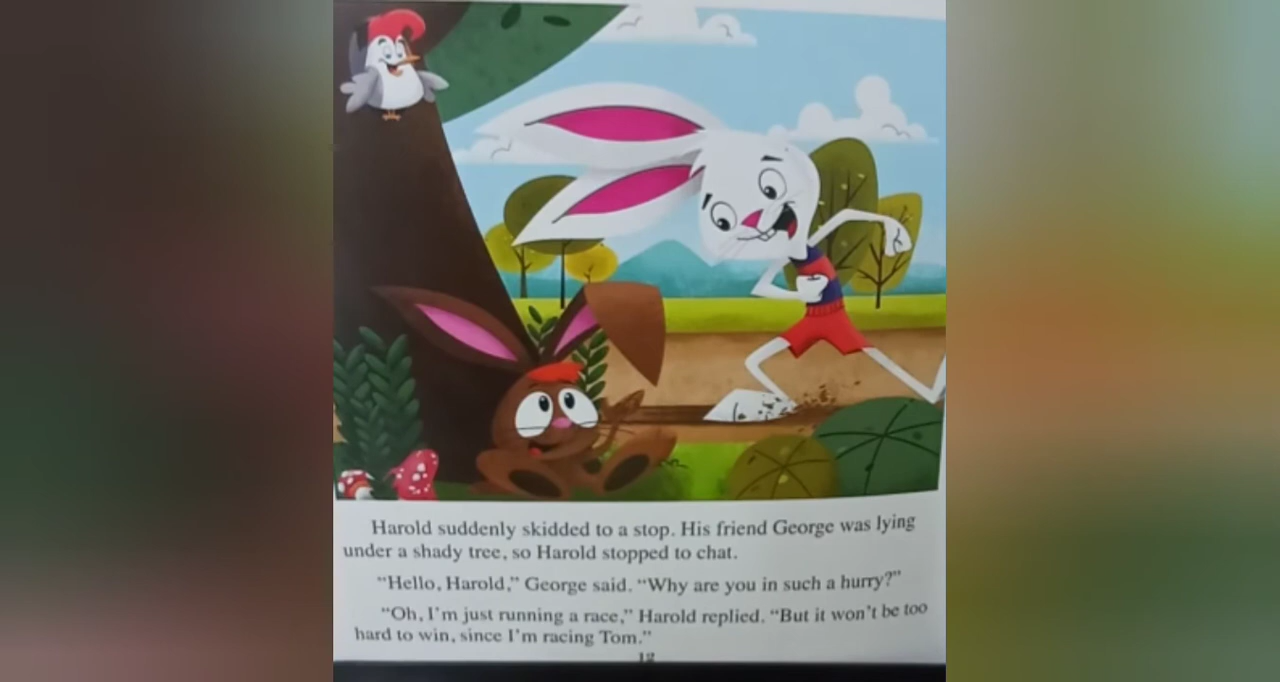 Harold suddenly skidded to a stop. His friend George was lying
under a shady tree, so Harold stopped to chat.
“Hello, Harold,” George said. “Why are you in such a hurry?”
“Oh, I’m just running a race,” Harold replied. “But it won’t be too
hard to win, since I’m racing Tom.”
12